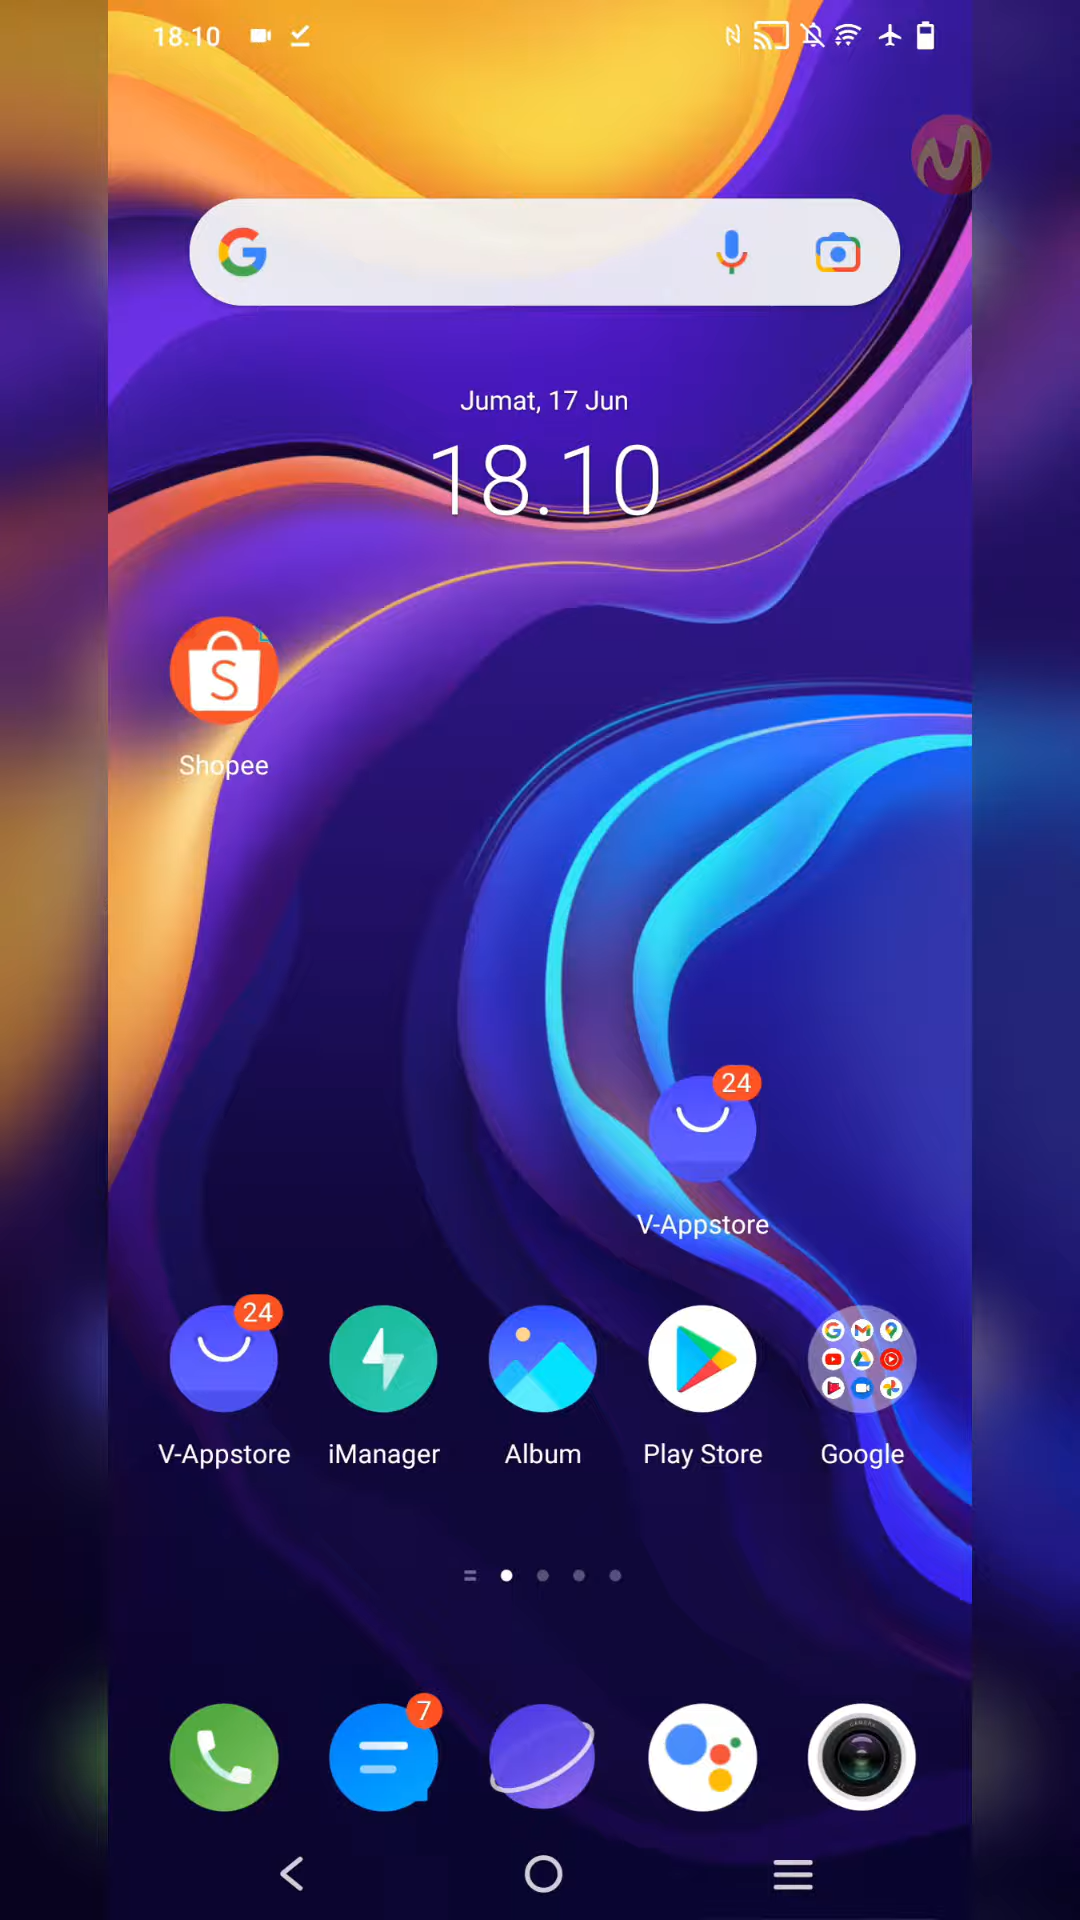 18.10
Jumat, 17 Jun
18.10
Shopee
24
V-Appstore
24
V-Appstore
iManager
Album
Play Store
Google
7